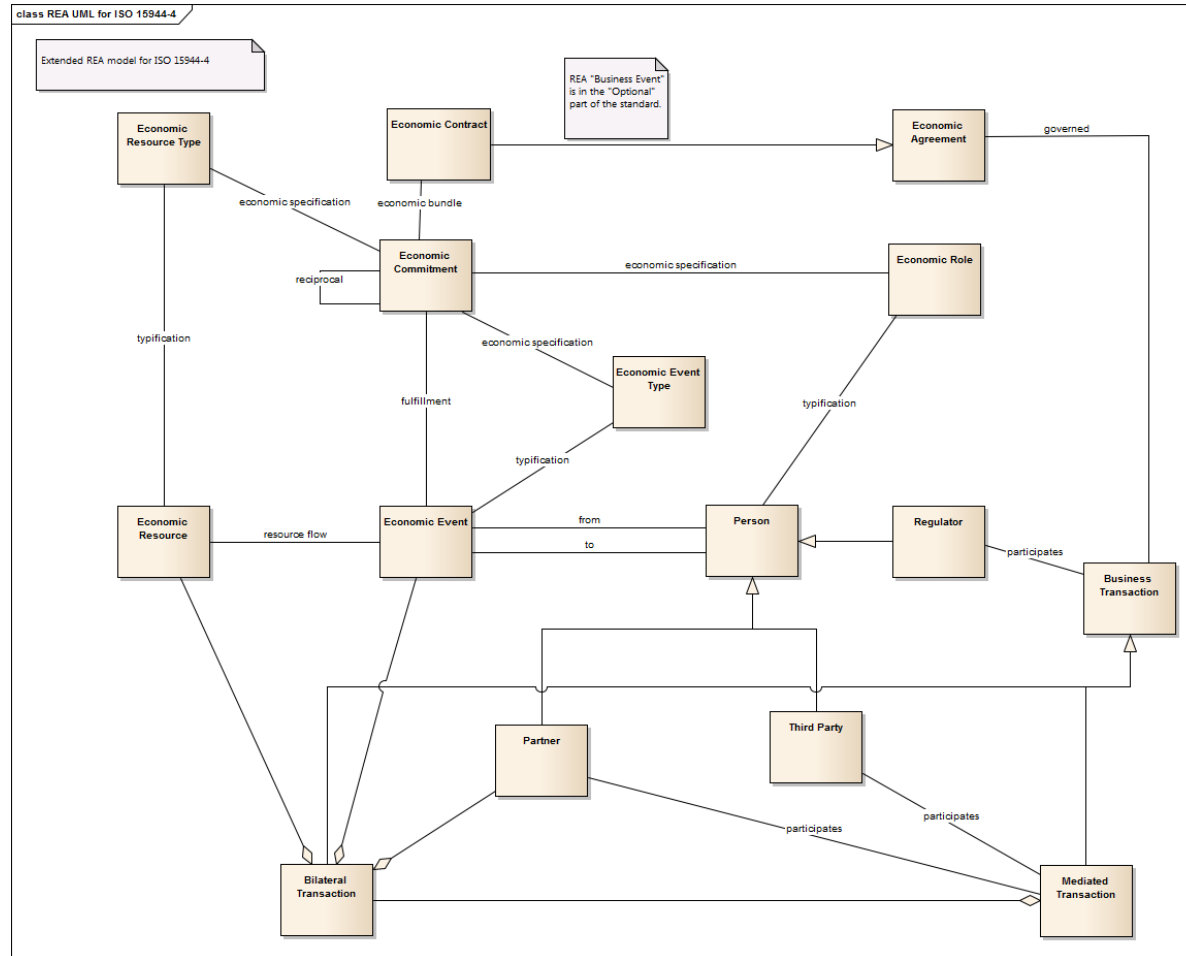 class REA UML for ISO 15944-4
Extended REA model for ISO 15944-4
REA "Business Event"
is in the "Optional"
part of the standard.
Economic
Resource Type
Economic Contract
Economic
Agreement
governed
economic specification
economic bundle
Economic
Commitment
reciprocal
economic specification
Economic Role
typification
economic specification
Economic Event
Type
fulfillment
typification
typification
Economic
Resource
resource flow
Economic Event
from
to
Person
Regulator
participates
Business
Transaction
Partner
Third Party
participates
participates
Bilateral
Transaction
Mediated
Transaction